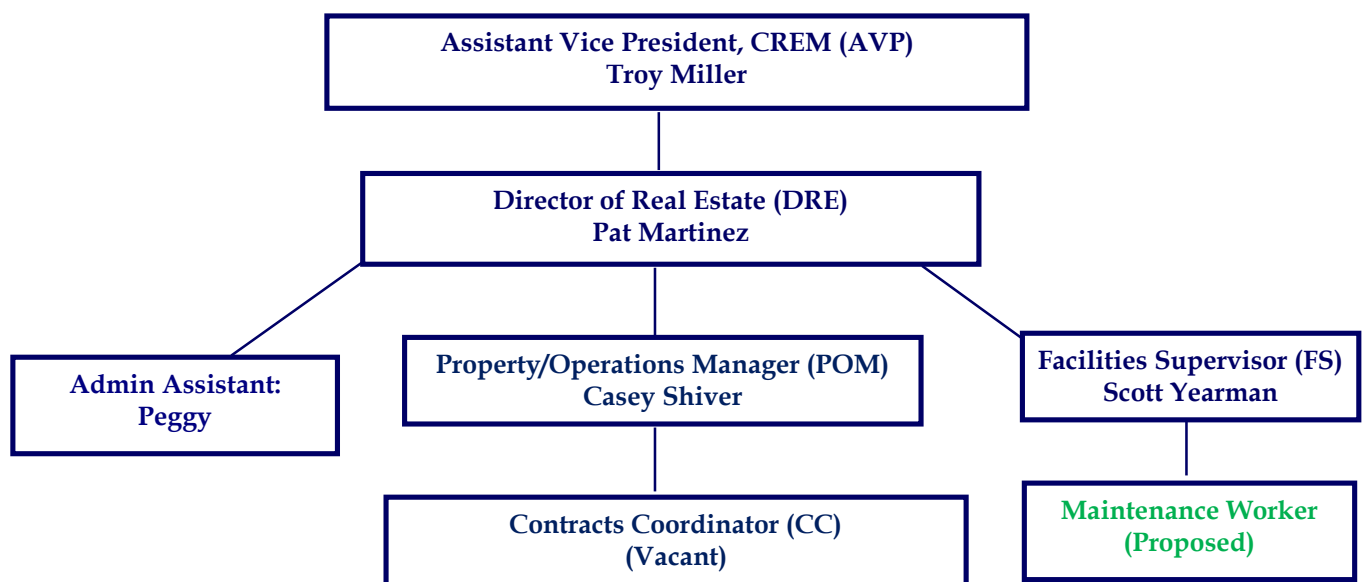 Assistant Vice President, CREM (AVP)
Troy Miller
Director of Real Estate (DRE)
Pat Martinez
Admin Assistant:
Peggy
Property/Operations Manager (POM)
Casey Shiver
Facilities Supervisor (FS)
Scott Yearman
Contracts Coordinator (CC)
(Vacant)
Maintenance Worker
(Proposed)